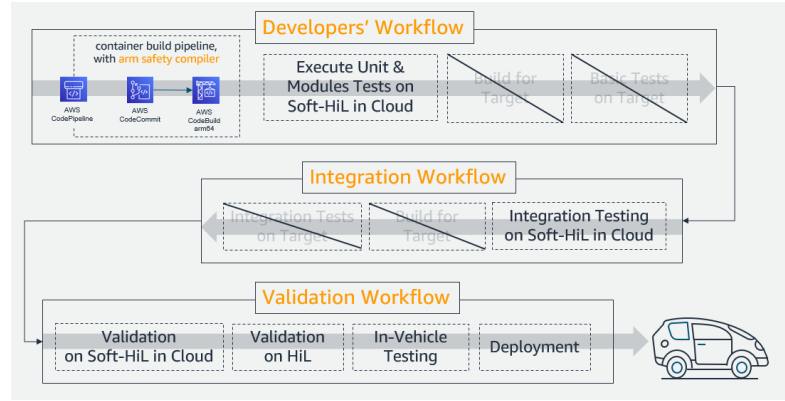 Developers' Workflow
container build pipeline,
with arm safety compiler
AWS
CodePipeline
AWS
CodeCommit
AWS
CodeBuild
arm64
Execute Unit &
Modules Tests on
Soft-HiL in Cloud
Build for
Target
Basic Tests
on Target
Integration Workflow
Integration Tests
on Target
Build for
Target
Integration Testing
on Soft-HiL in Cloud
Validation Workflow
Validation
on Soft-HiL in Cloud
Validation
on HiL
In-Vehicle
Testing
Deployment